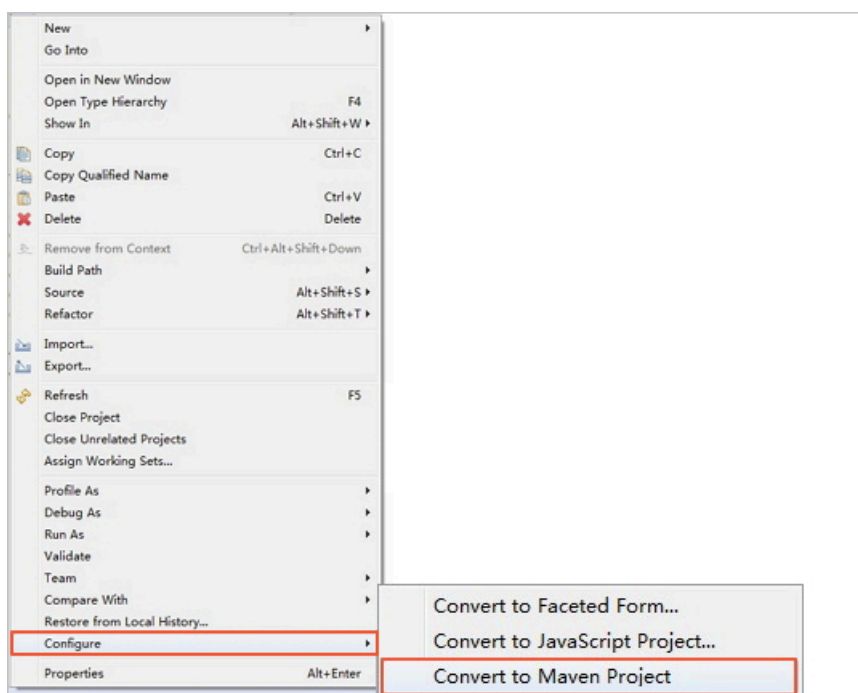 New
Go Into
Open in New Window
Open Type Hierarchy F4
Show In Alt+Shift+W
Copy Ctrl+C
Copy Qualified Name
Paste Ctrl+V
Delete Delete
Remove from Context Ctrl+Alt+Shift+Down
Build Path
Source Alt+Shift+S
Refactor Alt+Shift+T
Import...
Export...
Refresh F5
Close Project
Close Unrelated Projects
Assign Working Sets...
Profile As
Debug As
Run As
Validate
Team
Compare With
Restore from Local History...
Configure
Properties Alt+Enter
Convert to Faceted Form...
Convert to JavaScript Project...
Convert to Maven Project